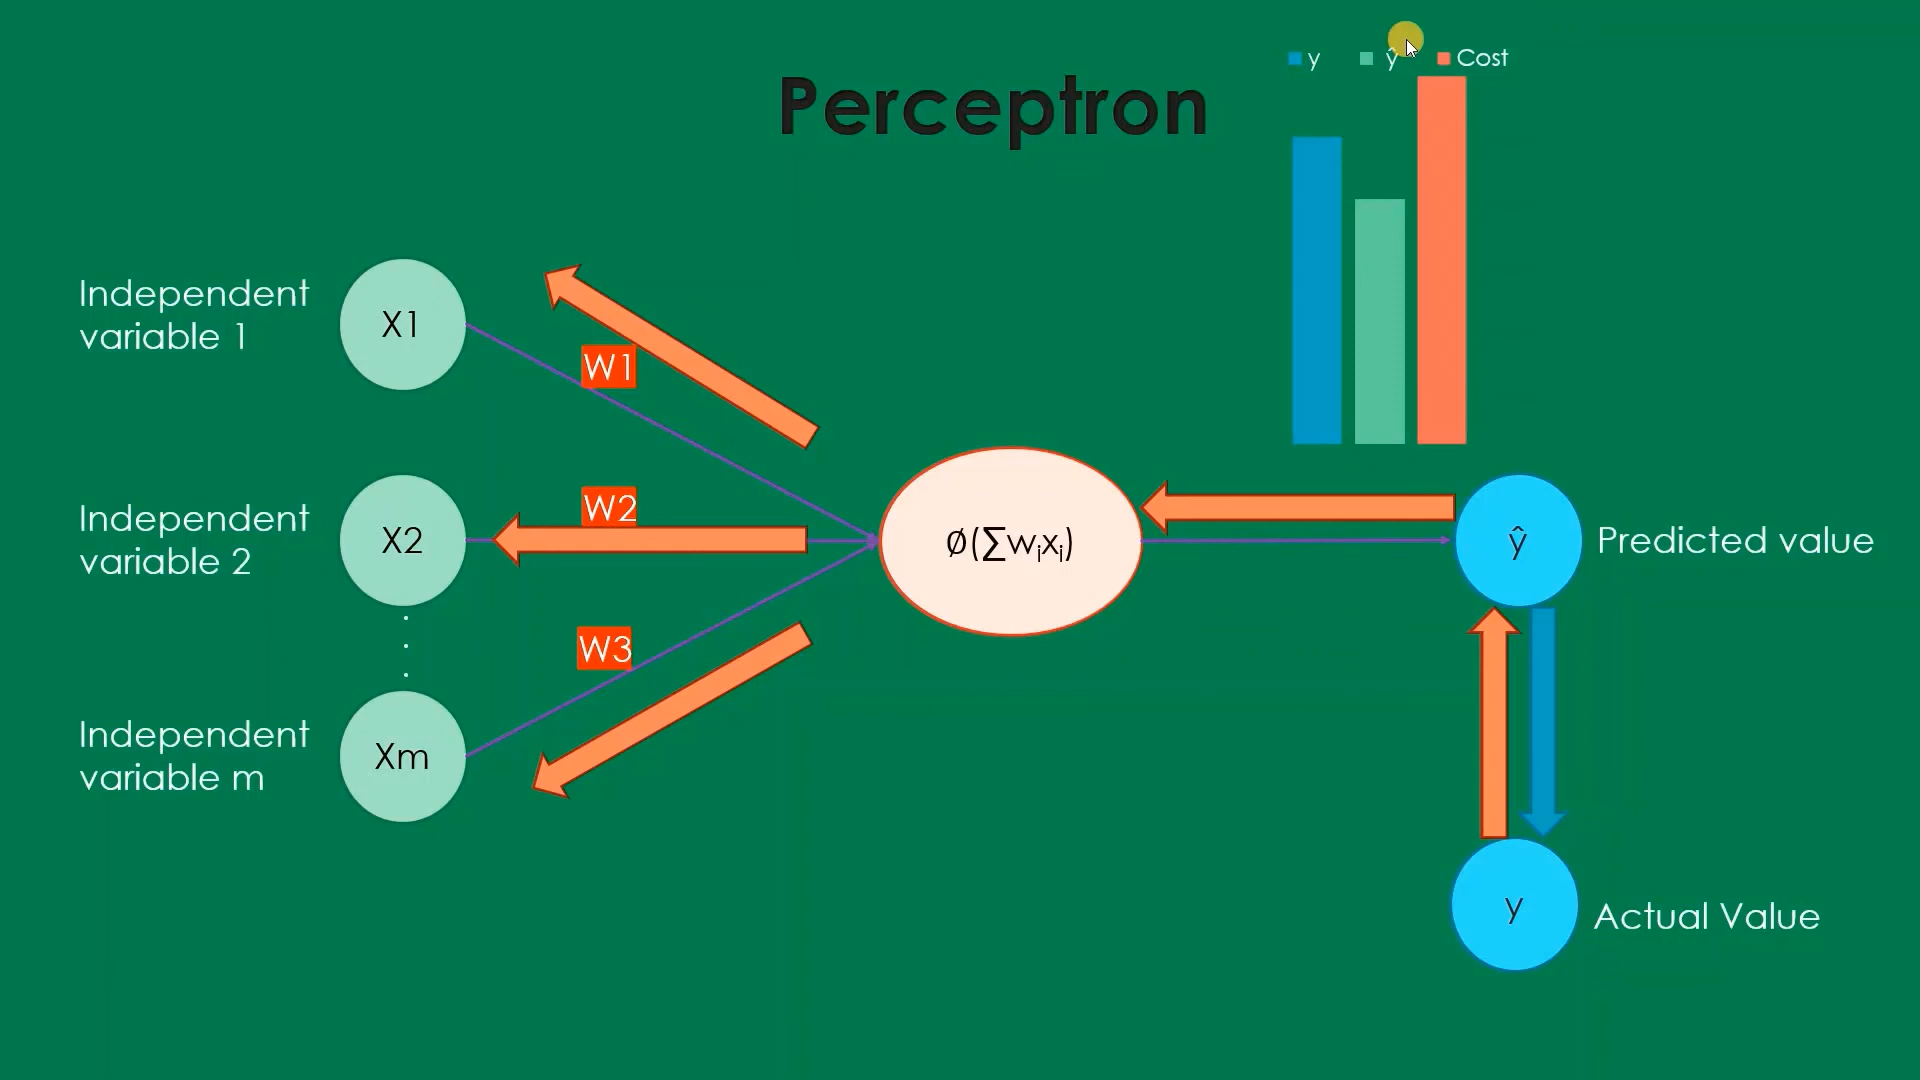 y ŷ Cost
Perceptron
Independent
variable 1
X1
W1
Independent
variable 2
X2
W2
∅(∑wᵢxᵢ)
ŷ
Predicted value
W3
Independent
variable m
Xm
y
Actual Value